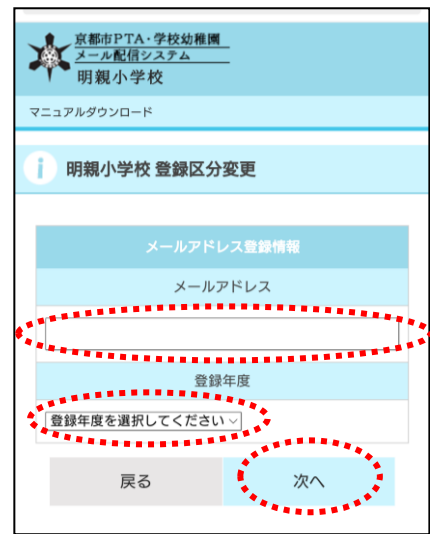 京都市PTA・学校幼稚園
メール配信システム
明親小学校
マニュアルダウンロード
i 明親小学校 登録区分変更
メールアドレス登録情報
メールアドレス
登録年度
登録年度を選択してください
戻る 次へ